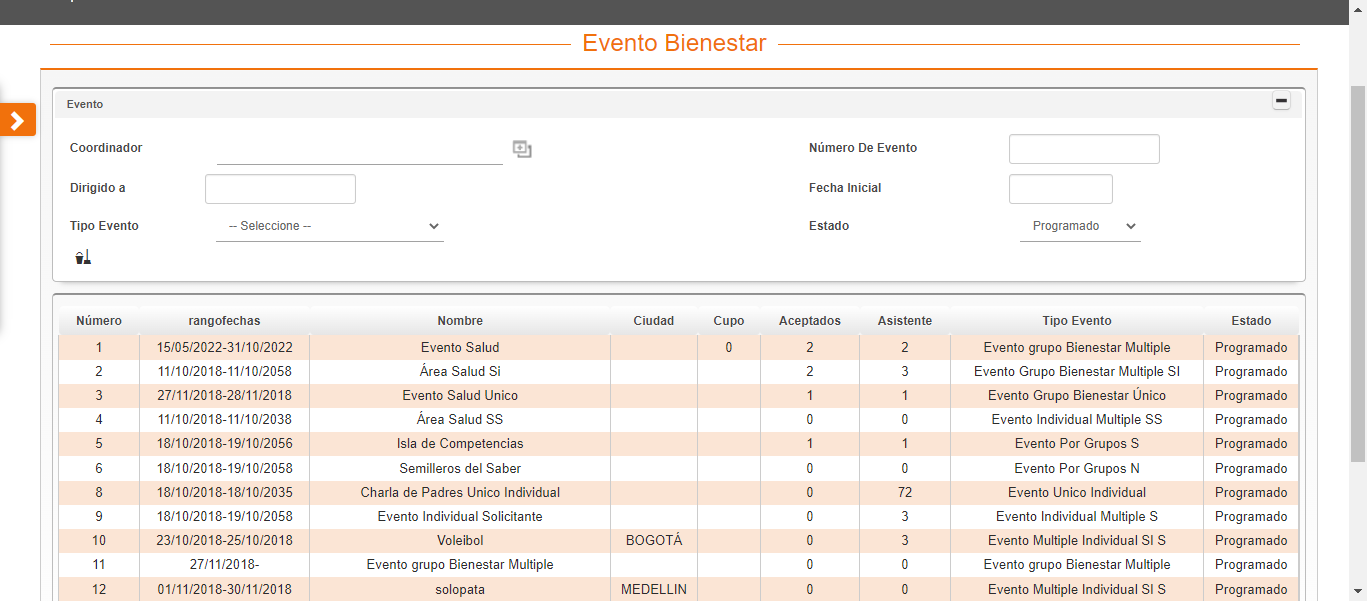 Evento Bienestar
Evento
Coordinador
Número De Evento
Dirigido a
Fecha Inicial
Tipo Evento -- Seleccione --
Estado Programado
Número rangofechas Nombre Ciudad Cupo Aceptados Asistente Tipo Evento Estado
1 15/05/2022-31/10/2022 Evento Salud 0 2 2 Evento grupo Bienestar Multiple Programado
2 11/10/2018-11/10/2058 Área Salud Si 2 3 Evento Grupo Bienestar Multiple SI Programado
3 27/11/2018-28/11/2018 Evento Salud Unico 1 1 Evento Grupo Bienestar Único Programado
4 11/10/2018-11/10/2038 Área Salud SS 0 0 Evento Individual Multiple SS Programado
5 18/10/2018-19/10/2056 Isla de Competencias 1 1 Evento Por Grupos S Programado
6 18/10/2018-19/10/2058 Semilleros del Saber 0 0 Evento Por Grupos N Programado
8 18/10/2018-18/10/2035 Charla de Padres Unico Individual 0 72 Evento Unico Individual Programado
9 18/10/2018-19/10/2058 Evento Individual Solicitante 0 3 Evento Individual Multiple S Programado
10 23/10/2018-25/10/2018 Voleibol BOGOTÁ 0 3 Evento Multiple Individual SI S Programado
11 27/11/2018- Evento grupo Bienestar Multiple 0 0 Evento grupo Bienestar Multiple Programado
12 01/11/2018-30/11/2018 solopata MEDELLIN 0 0 Evento Multiple Individual SI S Programado